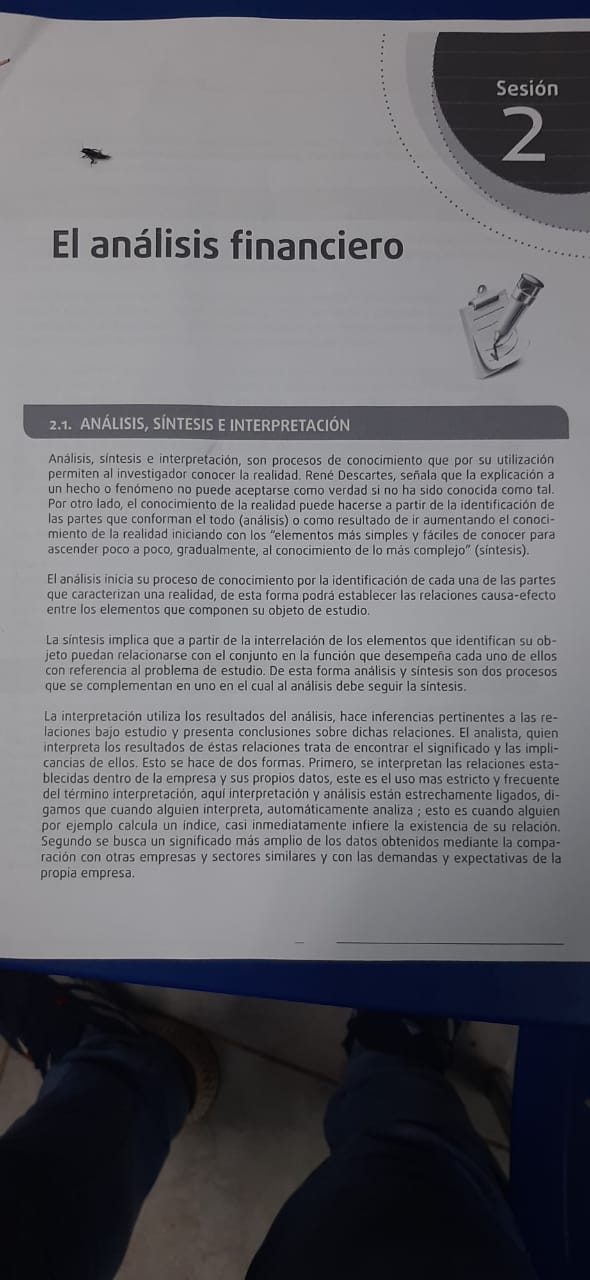 Sesión
2
El análisis financiero
2.1. ANÁLISIS, SÍNTESIS E INTERPRETACIÓN
Análisis, síntesis e interpretación, son procesos de conocimiento que por su utilización
permiten al investigador conocer la realidad. René Descartes, señala que la explicación a
un hecho o fenómeno no puede aceptarse como verdad si no ha sido conocida como tal.
Por otro lado, el conocimiento de la realidad puede hacerse a partir de la identificación de
las partes que conforman el todo (análisis) o como resultado de ir aumentando el conoci-
miento de la realidad iniciando con los "elementos más simples y fáciles de conocer para
ascender poco a poco, gradualmente, al conocimiento de lo más complejo" (síntesis).
El análisis inicia su proceso de conocimiento por la identificación de cada una de las partes
que caracterizan una realidad, de esta forma podrá establecer las relaciones causa-efecto
entre los elementos que componen su objeto de estudio.
La síntesis implica que a partir de la interrelación de los elementos que identifican su ob-
jeto puedan relacionarse con el conjunto en la función que desempeña cada uno de ellos
con referencia al problema de estudio. De esta forma análisis y síntesis son dos procesos
que se complementan en uno en el cual al análisis debe seguir la síntesis.
La interpretación utiliza los resultados del análisis, hace inferencias pertinentes a las re-
laciones bajo estudio y presenta conclusiones sobre dichas relaciones. El analista, quien
interpreta los resultados de éstas relaciones trata de encontrar el significado y las impli-
cancias de ellos. Esto se hace de dos formas. Primero, se interpretan las relaciones esta-
blecidas dentro de la empresa y sus propios datos, este es el uso mas estricto y frecuente
del término interpretación, aquí interpretación y análisis están estrechamente ligados, di-
gamos que cuando alguien interpreta, automáticamente analiza ; esto es cuando alguien
por ejemplo calcula un índice, casi inmediatamente infiere la existencia de su relación.
Segundo se busca un significado más amplio de los datos obtenidos mediante la compa-
ración con otras empresas y sectores similares y con las demandas y expectativas de la
propia empresa.